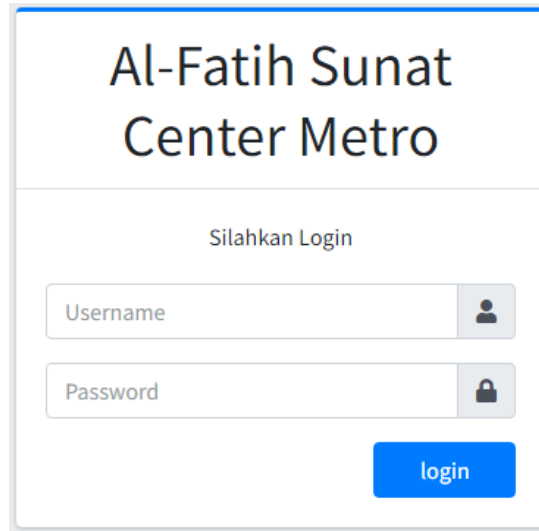 Al-Fatih Sunat
Center Metro
Silahkan Login
Username
Password
login